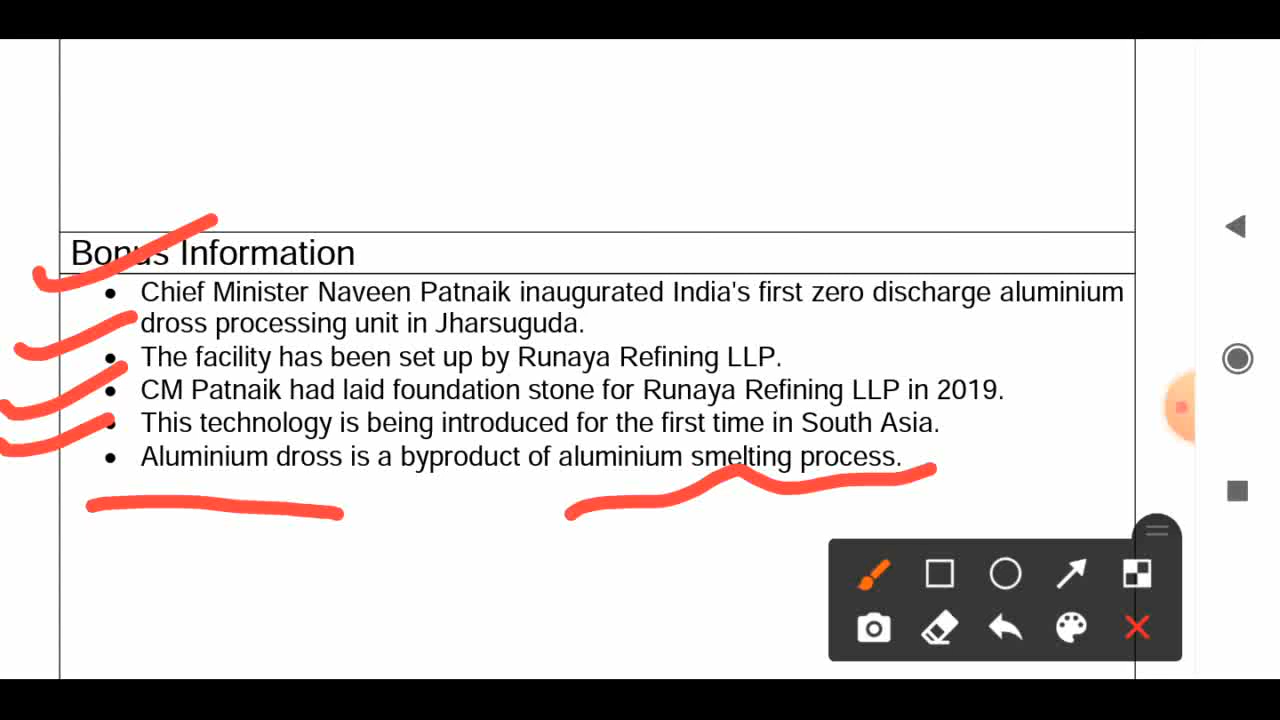 Bonus Information
• Chief Minister Naveen Patnaik inaugurated India's first zero discharge aluminium
dross processing unit in Jharsuguda.
• The facility has been set up by Runaya Refining LLP.
• CM Patnaik had laid foundation stone for Runaya Refining LLP in 2019.
• This technology is being introduced for the first time in South Asia.
• Aluminium dross is a byproduct of aluminium smelting process.